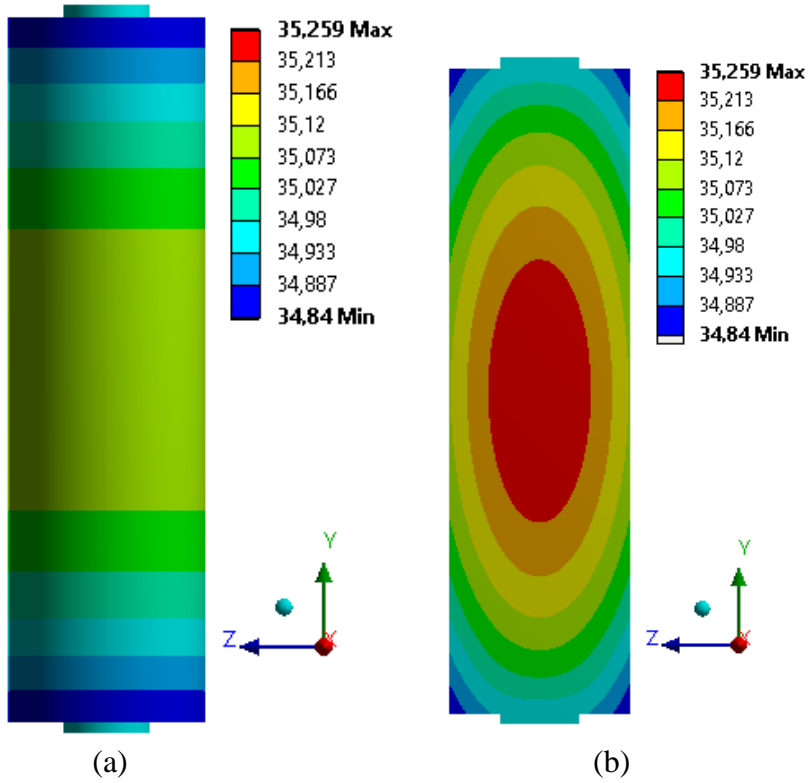 35,259 Max
35,213
35,166
35,12
35,073
35,027
34,98
34,933
34,887
34,84 Min
Y
Z
X
(a)
35,259 Max
35,213
35,166
35,12
35,073
35,027
34,98
34,933
34,887
34,84 Min
Y
Z
X
(b)